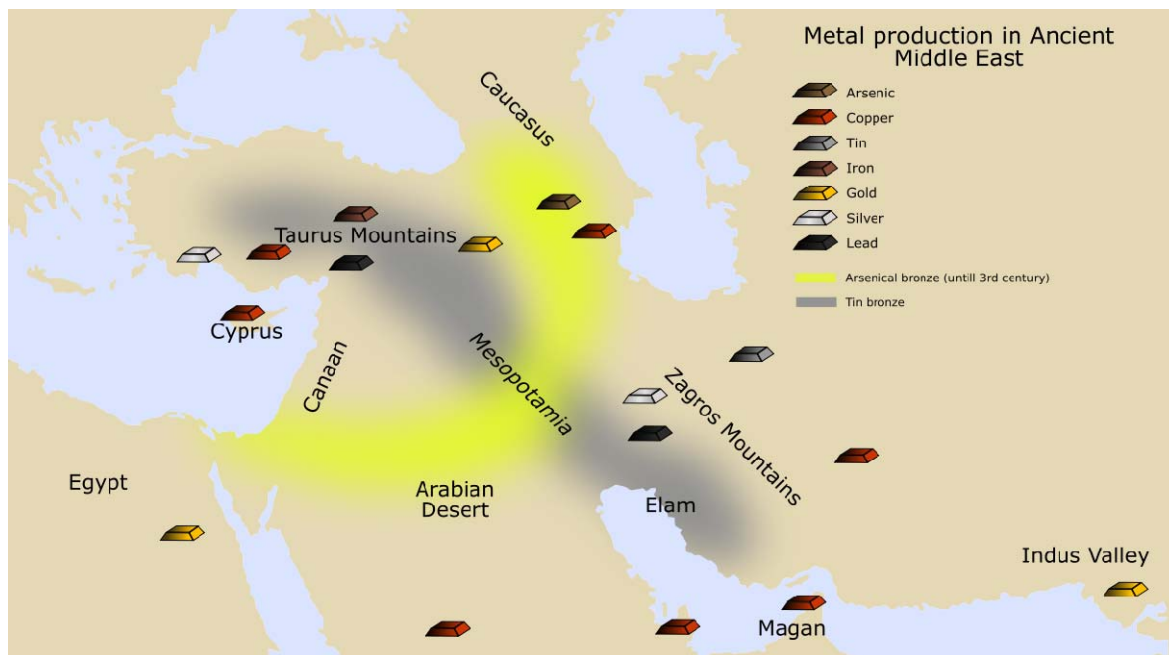 Metal production in Ancient
Middle East
Arsenic
Copper
Tin
Iron
Gold
Silver
Lead
Arsenical bronze (untill 3rd century)
Tin bronze
Caucasus
Taurus Mountains
Cyprus
Canaan
Mesopotamia
Zagros Mountains
Egypt
Arabian
Desert
Elam
Indus Valley
Magan